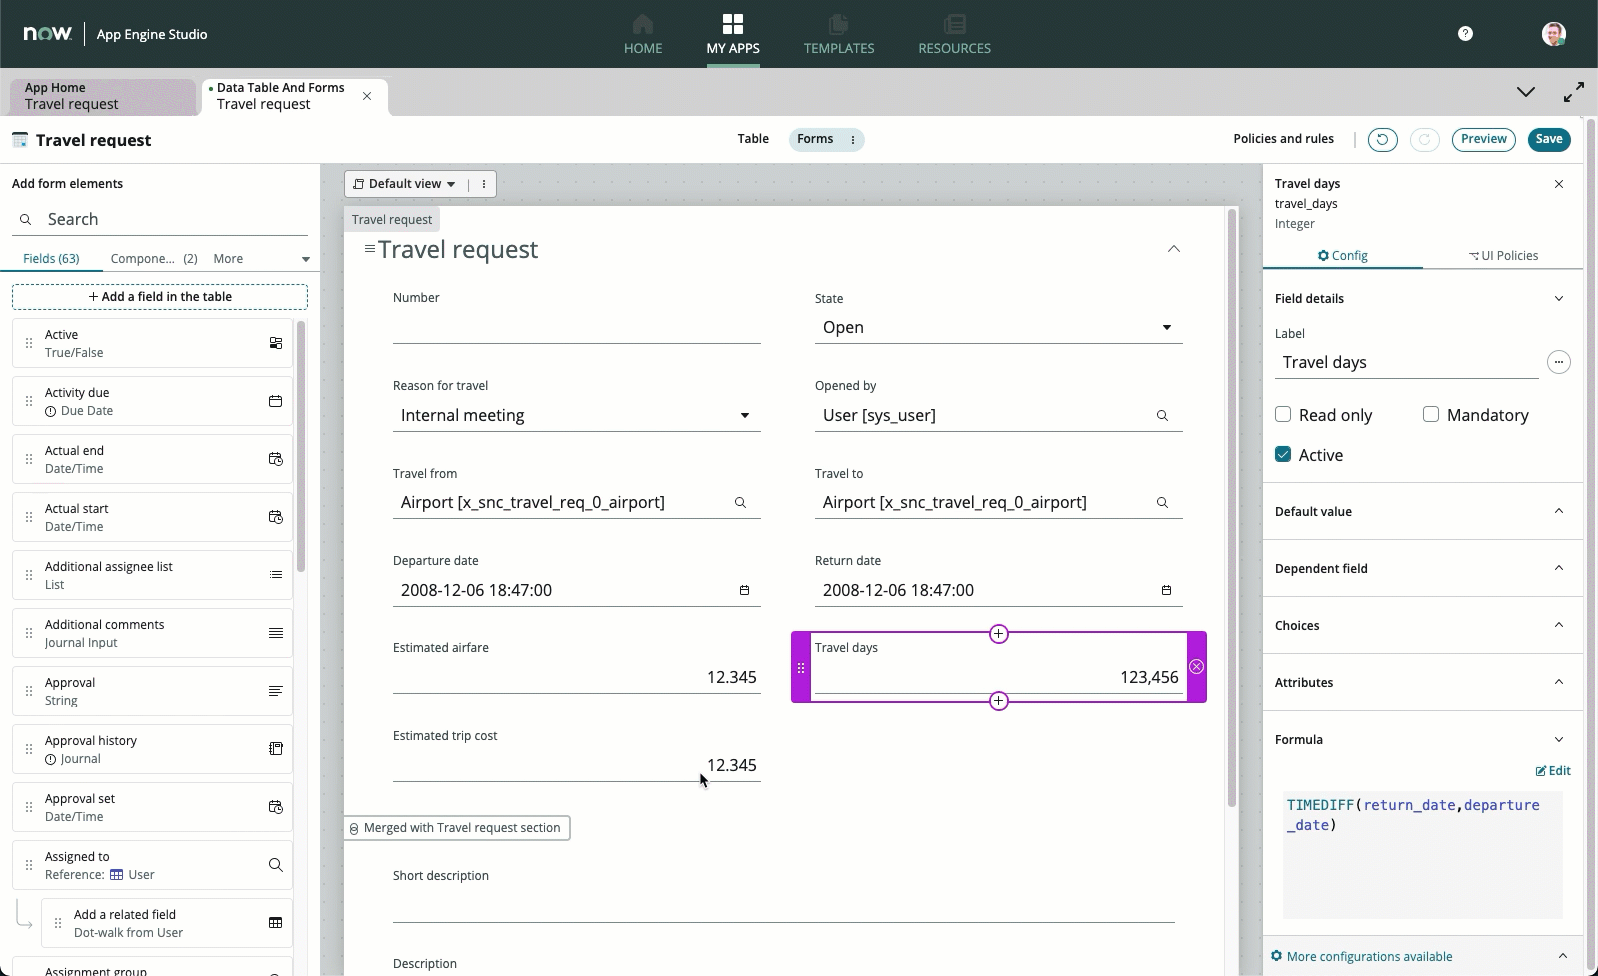 now
App Engine Studio
HOME
MY APPS
TEMPLATES
RESOURCES
?
App Home
Travel request
Data Table And Forms
Travel request
Travel request
Table
Forms
Policies and rules
Preview
Save
Add form elements
Search
Fields (63)
Compone... (2)
More
+ Add a field in the table
Active
True/False
Activity due
Due Date
Actual end
Date/Time
Actual start
Date/Time
Additional assignee list
List
Additional comments
Journal Input
Approval
String
Approval history
Journal
Approval set
Date/Time
Assigned to
Reference: User
Add a related field
Dot-walk from User
Assignment group
Default view
Travel request
Travel request
Number
State
Open
Reason for travel
Internal meeting
Opened by
User [sys_user]
Travel from
Airport [x_snc_travel_req_0_airport]
Travel to
Airport [x_snc_travel_req_0_airport]
Departure date
2008-12-06 18:47:00
Return date
2008-12-06 18:47:00
Estimated airfare
12.345
Travel days
123,456
Estimated trip cost
12.345
Merged with Travel request section
Short description
Description
Travel days
travel_days
Integer
Config
UI Policies
Field details
Label
Travel days
Read only
Mandatory
Active
Default value
Dependent field
Choices
Attributes
Formula
Edit
TIMEDIFF(return_date,departure
_date)
More configurations available